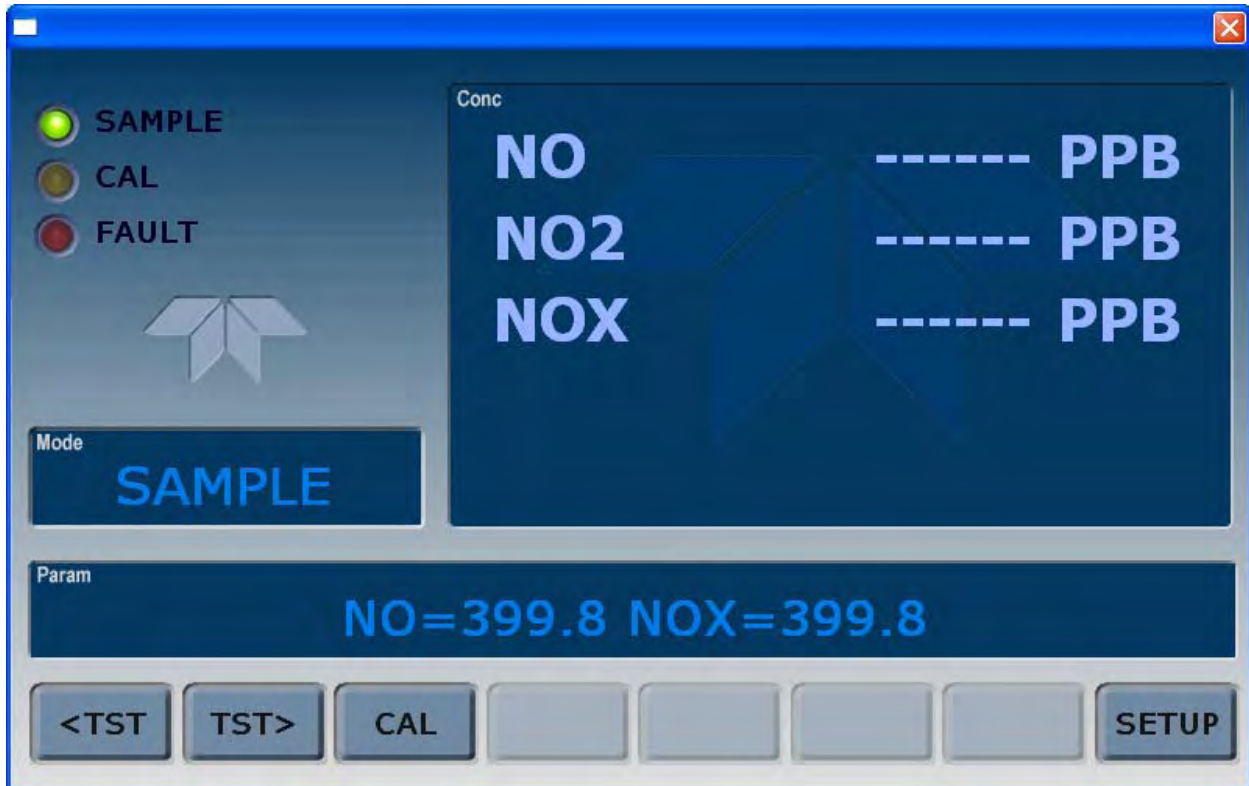 SAMPLE
CAL
FAULT
Conc
NO ------ PPB
NO2 ------ PPB
NOX ------ PPB
Mode
SAMPLE
Param
NO=399.8 NOX=399.8
<TST TST> CAL SETUP